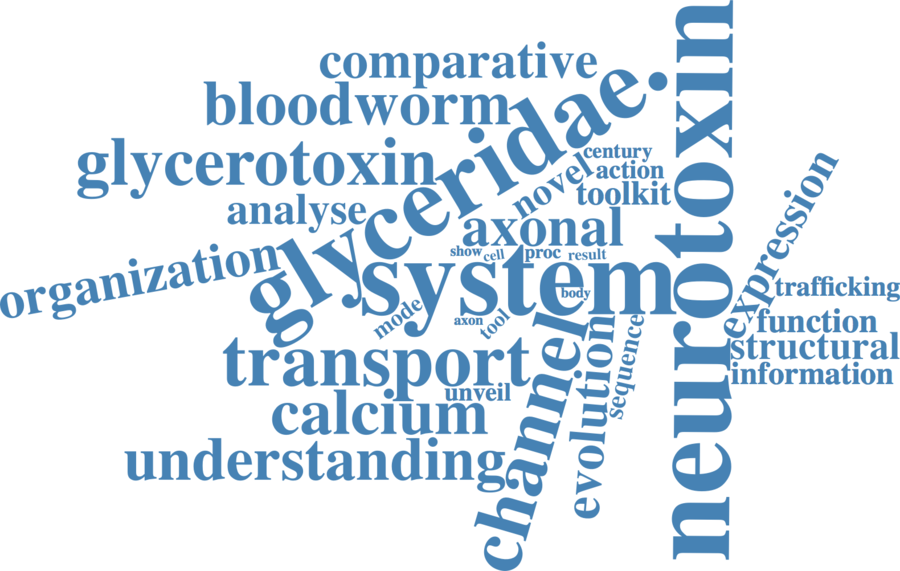 neurotoxin
comparative
bloodworm
glyceridae.
glycerotoxin
century
action
novel
toolkit
analyse
axonal
expression
organization
show
cell
proc
result
system
trafficking
body
mode
axon
tool
function
transport
channel
evolution
sequence
structural
information
unveil
calcium
understanding